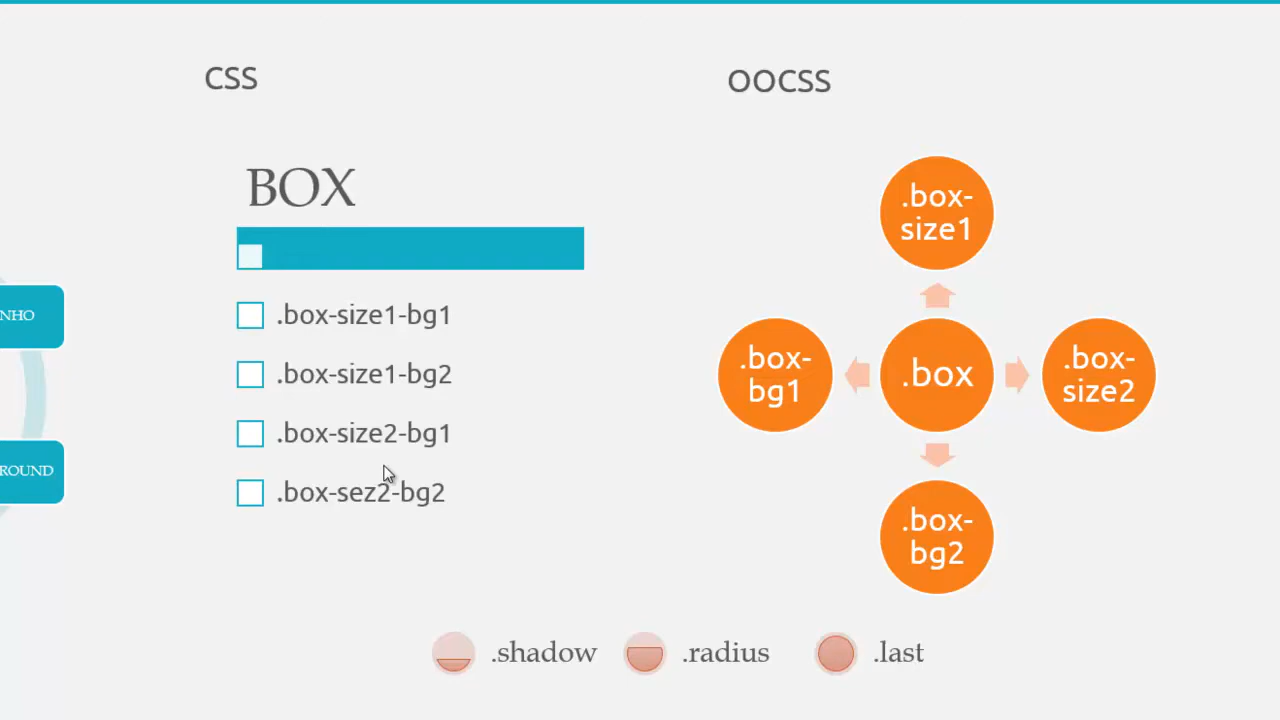 CSS
OOCSS
BOX
.box-size1-bg1
.box-size1-bg2
.box-size2-bg1
.box-sez2-bg2
NHO
ROUND
.box-
size1
.box-
bg1
.box
.box-
size2
.box-
bg2
.shadow
.radius
.last